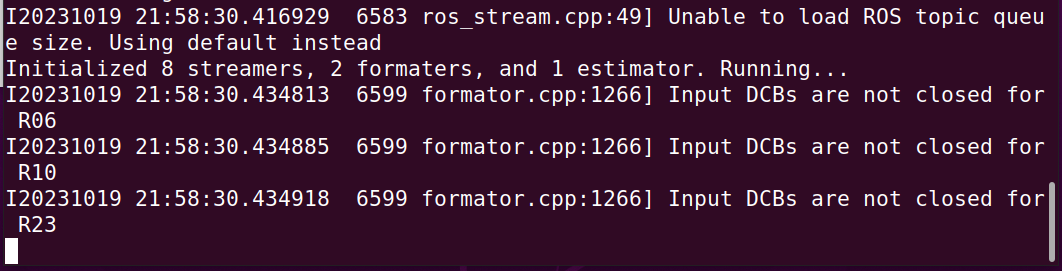 I20231019 21:58:30.416929  6583 ros_stream.cpp:49] Unable to load ROS topic queu
e size. Using default instead
Initialized 8 streamers, 2 formaters, and 1 estimator. Running...
I20231019 21:58:30.434813  6599 formator.cpp:1266] Input DCBs are not closed for
 R06
I20231019 21:58:30.434885  6599 formator.cpp:1266] Input DCBs are not closed for
 R10
I20231019 21:58:30.434918  6599 formator.cpp:1266] Input DCBs are not closed for
 R23